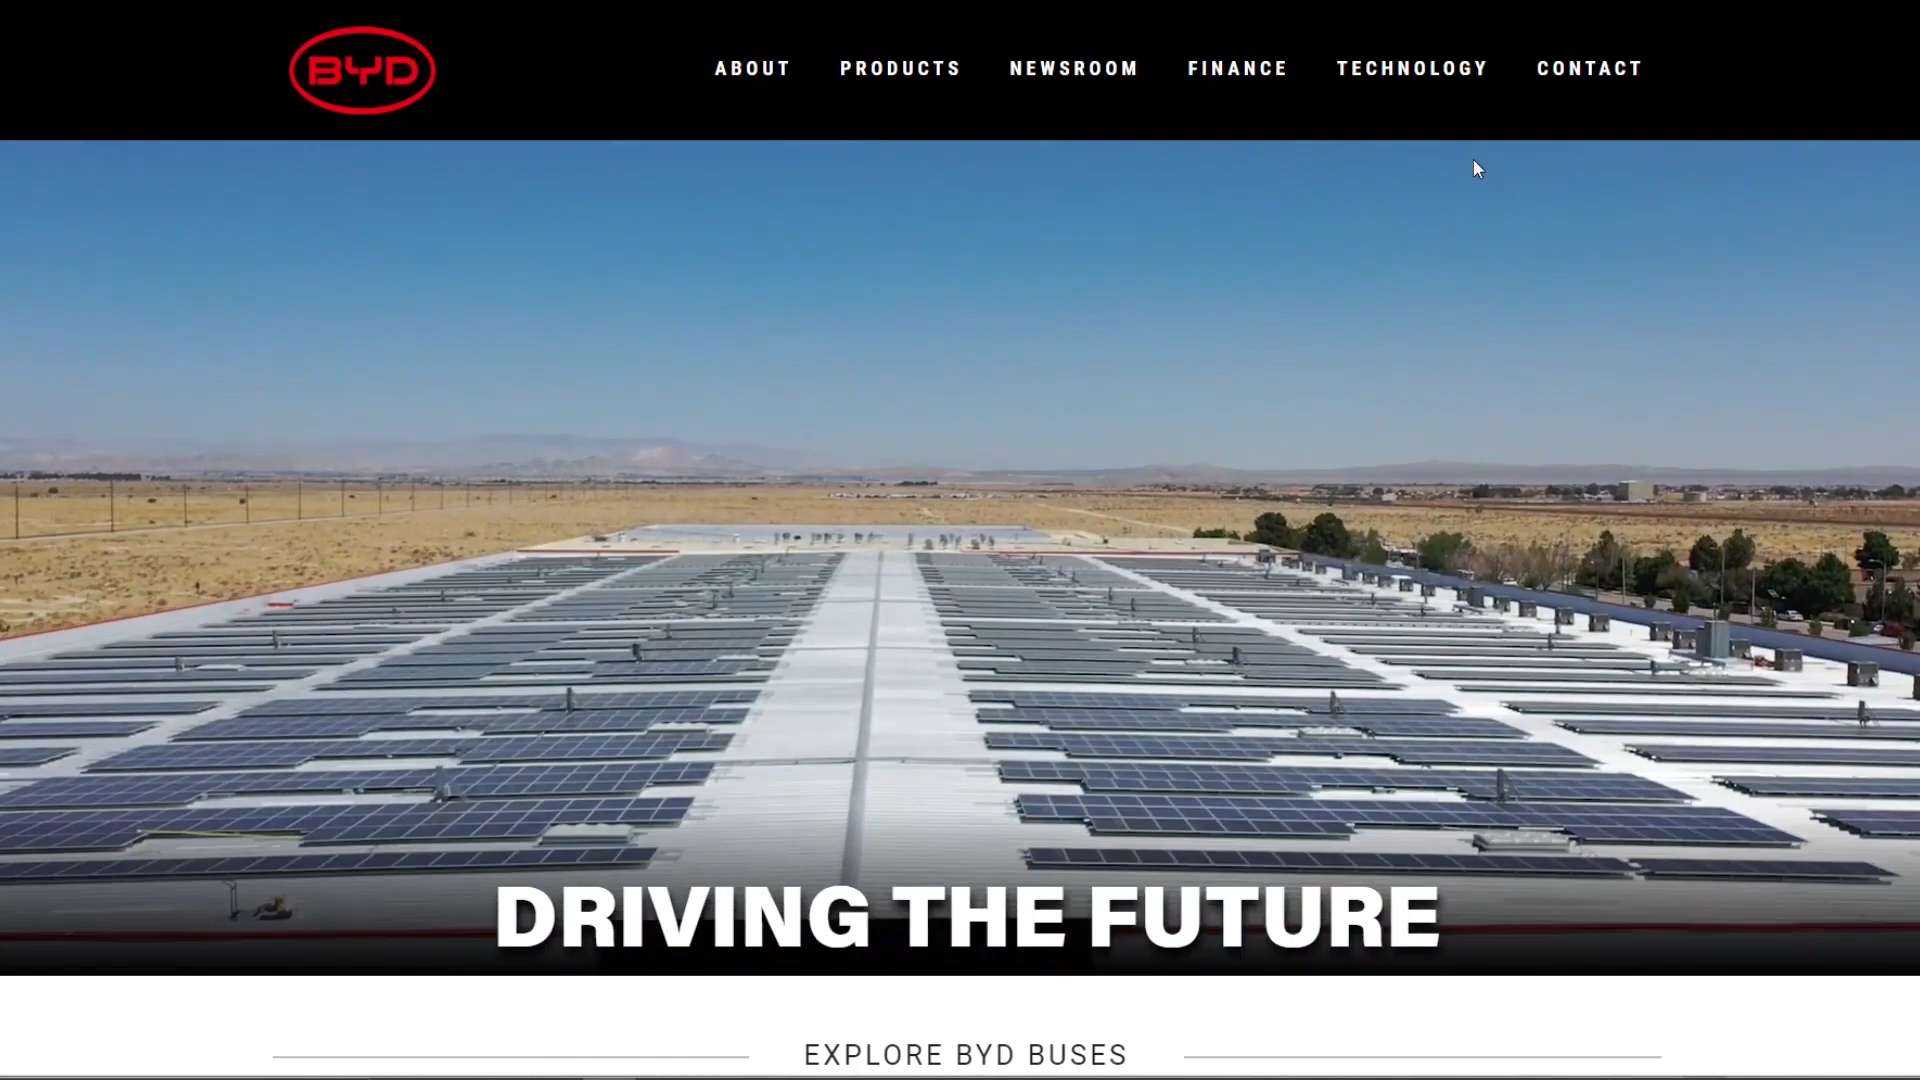 BYD
ABOUT PRODUCTS NEWSROOM FINANCE TECHNOLOGY CONTACT
DRIVING THE FUTURE
EXPLORE BYD BUSES